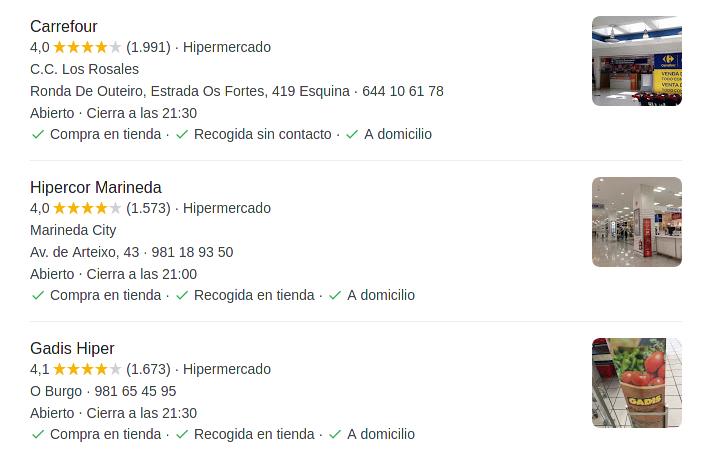 Carrefour
4,0 (1.991) · Hipermercado
C.C. Los Rosales
Ronda De Outeiro, Estrada Os Fortes, 419 Esquina · 644 10 61 78
Abierto · Cierra a las 21:30
Compra en tienda · Recogida sin contacto · A domicilio
Hipercor Marineda
4,0 (1.573) · Hipermercado
Marineda City
Av. de Arteixo, 43 · 981 18 93 50
Abierto · Cierra a las 21:00
Compra en tienda · Recogida en tienda · A domicilio
Gadis Hiper
4,1 (1.673) · Hipermercado
O Burgo · 981 65 45 95
Abierto · Cierra a las 21:30
Compra en tienda · Recogida en tienda · A domicilio
GADIS